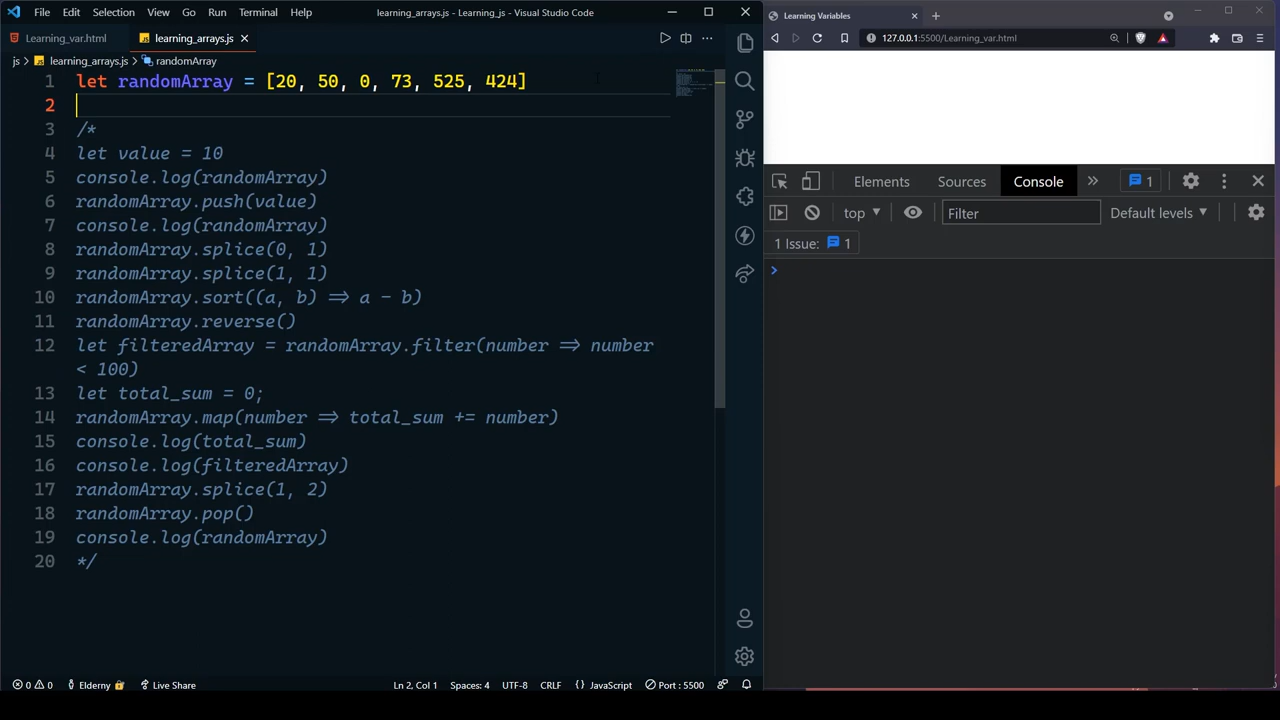 File Edit Selection View Go Run Terminal Help learning_arrays.js - Learning_js - Visual Studio Code
Learning_var.html learning_arrays.js
js > learning_arrays.js > randomArray
1 let randomArray = [20, 50, 0, 73, 525, 424]
2
3 /*
4 let value = 10
5 console.log(randomArray)
6 randomArray.push(value)
7 console.log(randomArray)
8 randomArray.splice(0, 1)
9 randomArray.splice(1, 1)
10 randomArray.sort((a, b) => a - b)
11 randomArray.reverse()
12 let filteredArray = randomArray.filter(number => number
< 100)
13 let total_sum = 0;
14 randomArray.map(number => total_sum += number)
15 console.log(total_sum)
16 console.log(filteredArray)
17 randomArray.splice(1, 2)
18 randomArray.pop()
19 console.log(randomArray)
20 */
0 0 Elderny Live Share Ln 2, Col 1 Spaces: 4 UTF-8 CRLF {} JavaScript Port : 5500
Learning Variables
127.0.0.1:5500/Learning_var.html
Elements Sources Console » 1
top Filter Default levels
1 Issue: 1
>